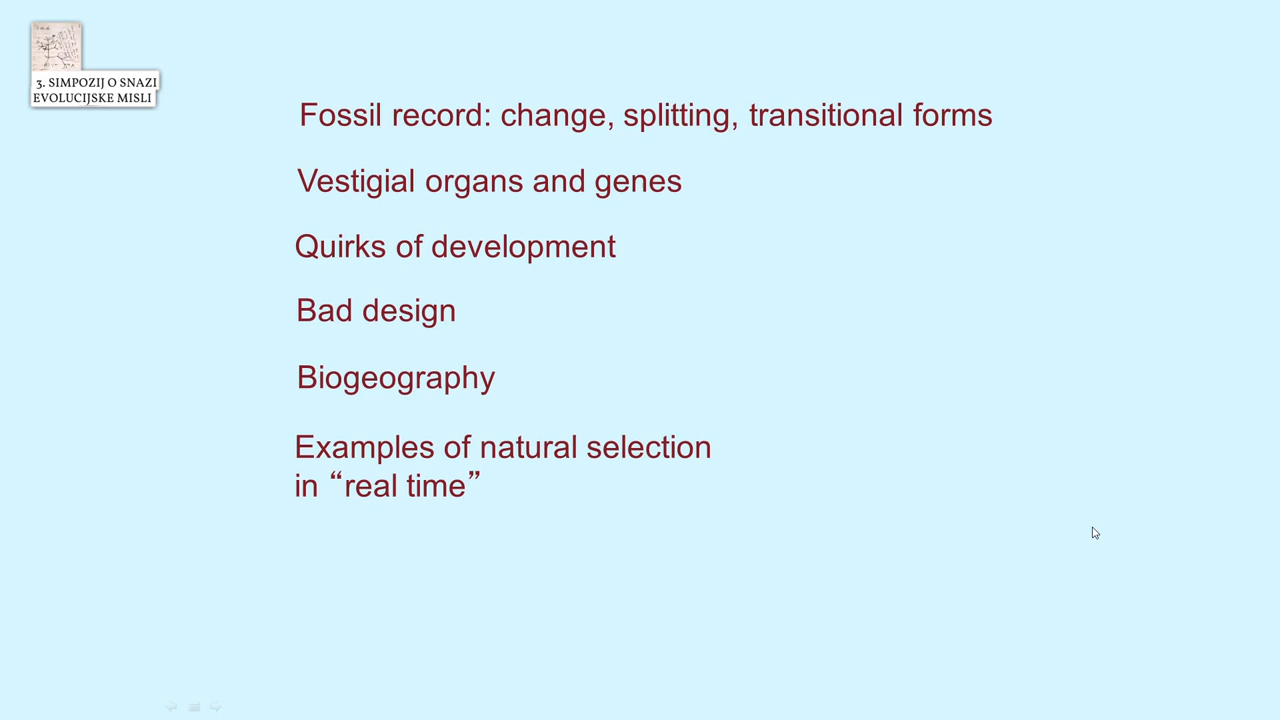 3. SIMPOZIJ O SNAZI
EVOLUCIJSKE MISLI
Fossil record: change, splitting, transitional forms
Vestigial organs and genes
Quirks of development
Bad design
Biogeography
Examples of natural selection
in “real time”